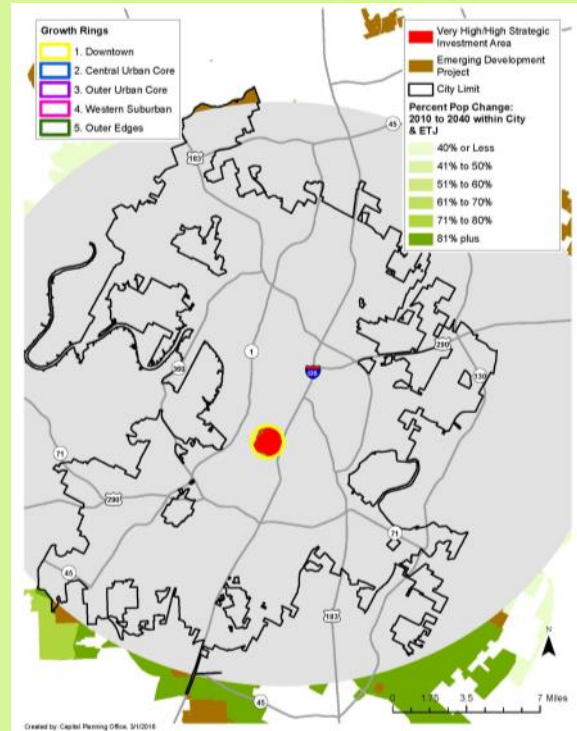 Growth Rings
1. Downtown
2. Central Urban Core
3. Outer Urban Core
4. Western Suburban
5. Outer Edges
Very High/High Strategic
Investment Area
Emerging Development
Project
City Limit
Percent Pop Change:
2010 to 2040 within City
& ETJ
40% or Less
41% to 50%
51% to 60%
61% to 70%
71% to 80%
81% plus
45
183
1
290
130
360
71
290
71
45
183
45
N
0 1.75 3.5 7 Miles
Created by: Capital Planning Office, 3/1/2016